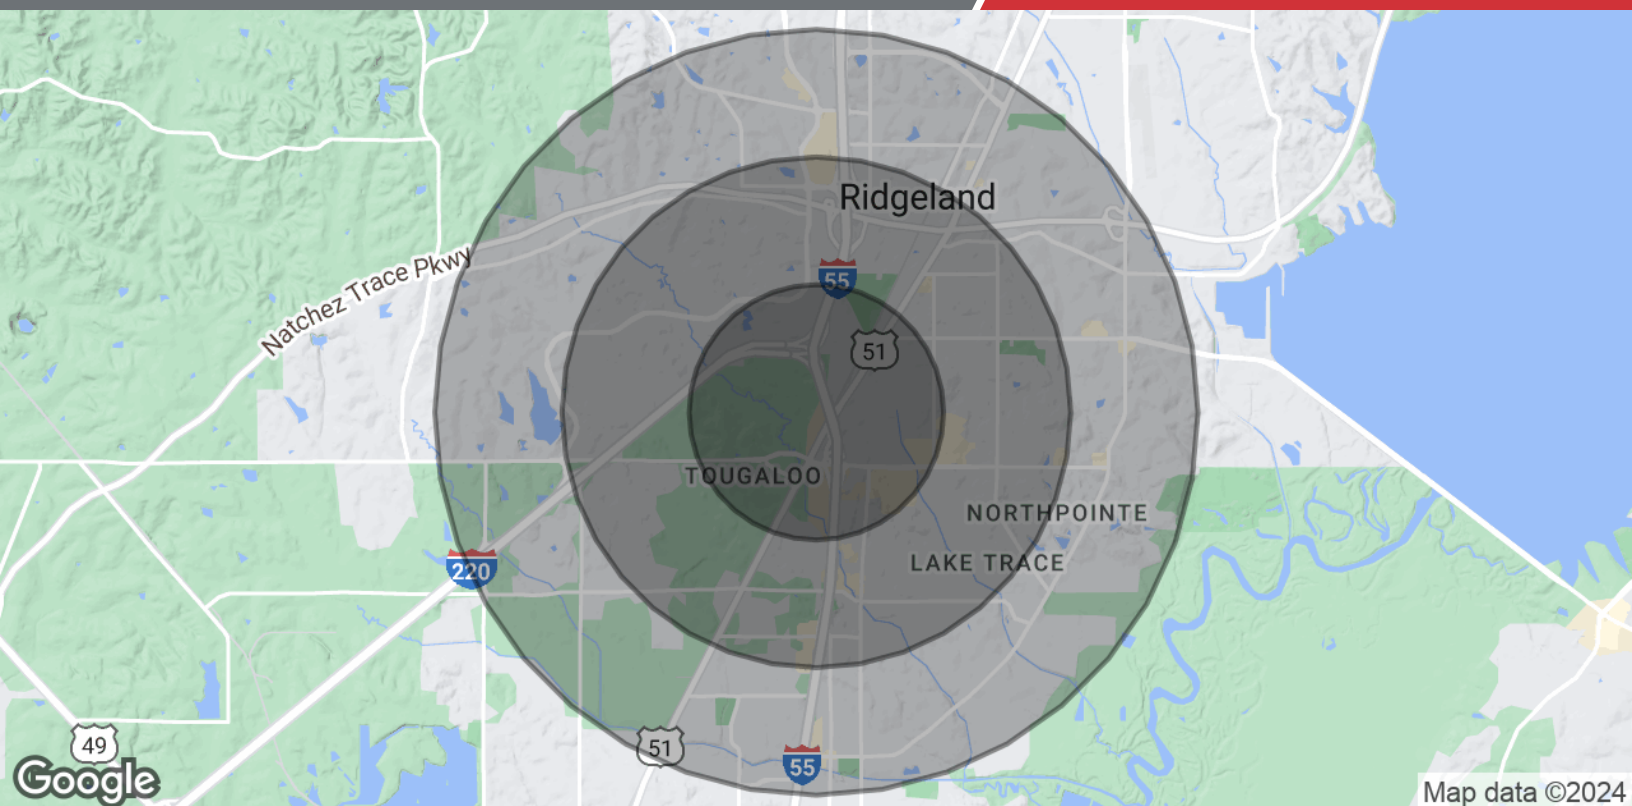 Ridgeland
Natchez Trace Pkwy
55
51
TOUGALOO
NORTHPOINTE
LAKE TRACE
220
49
51
55
Google
Map data ©2024